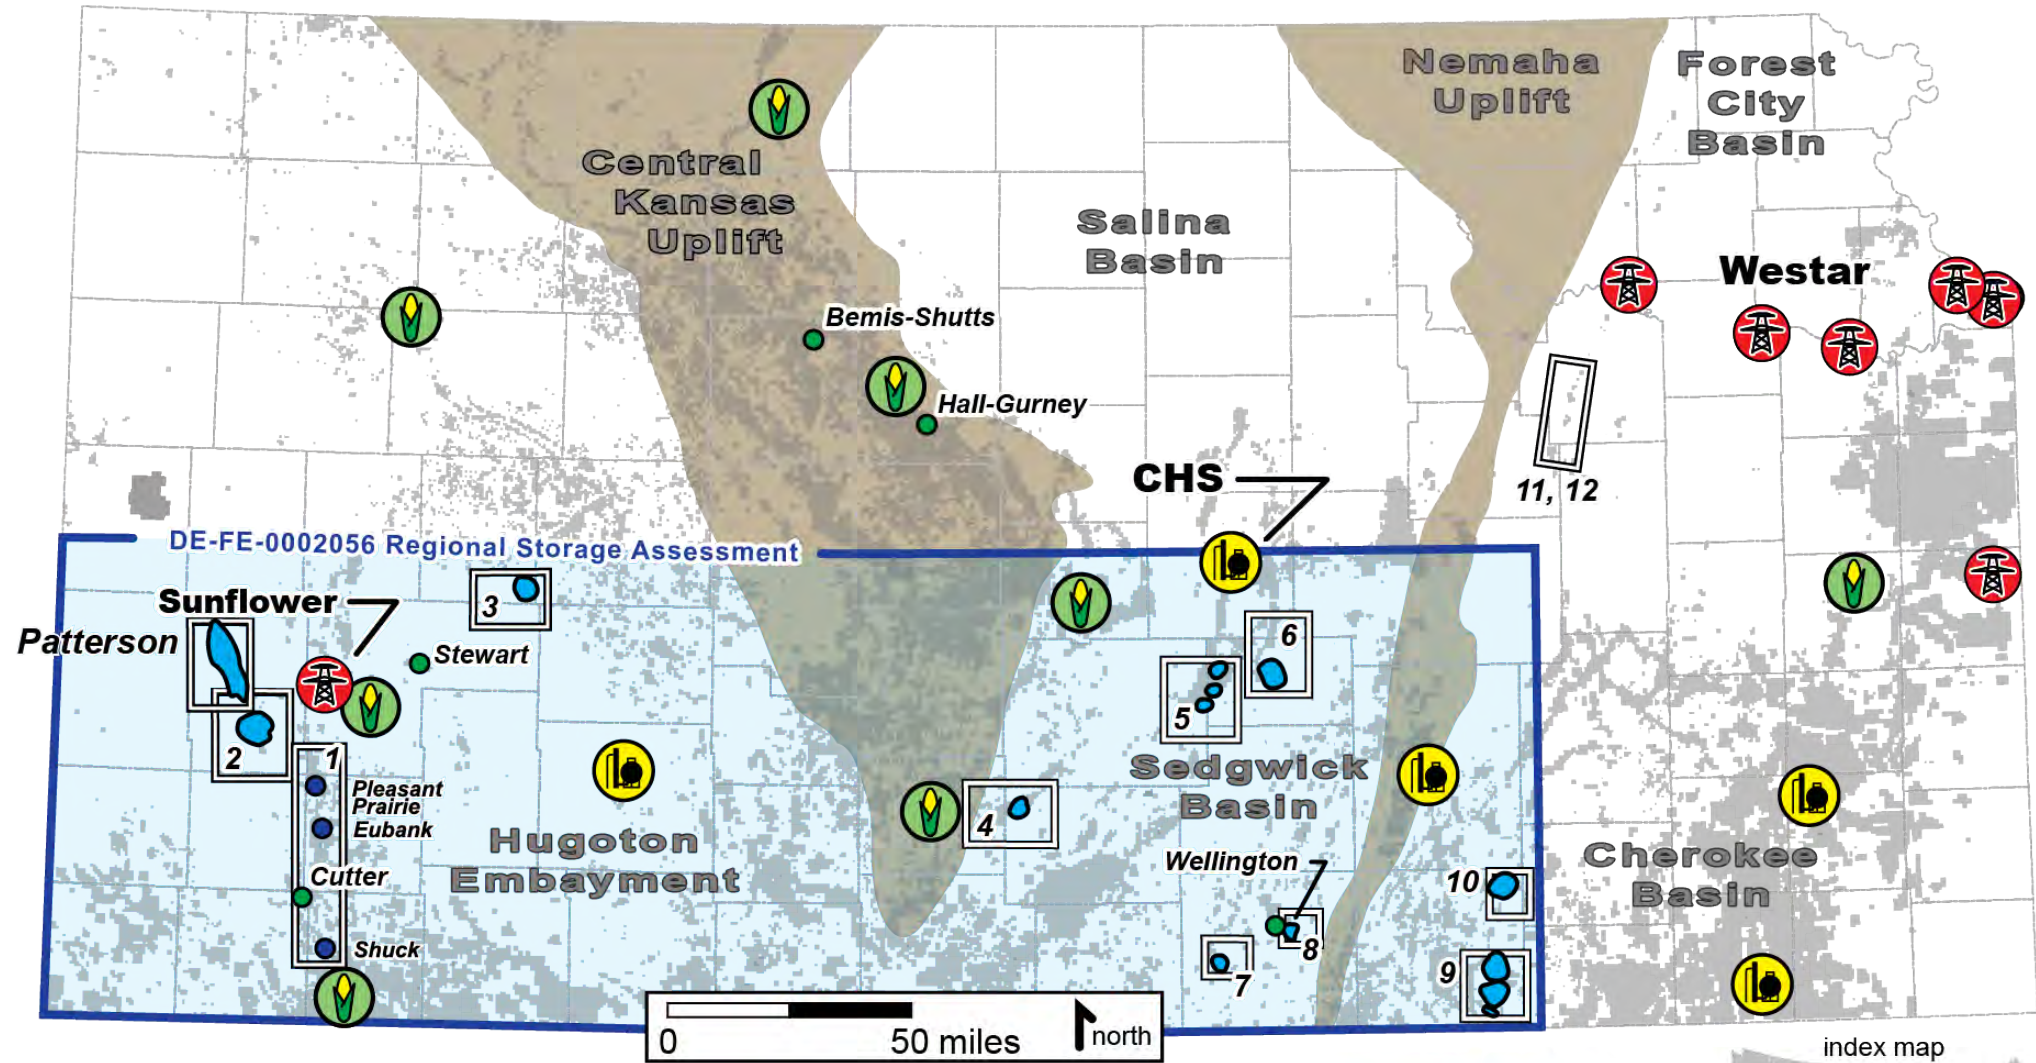 Nemaha
Uplift
Forest
City
Basin
Central
Kansas
Uplift
Salina
Basin
Westar
Bemis-Shutts
Hall-Gurney
CHS
11, 12
DE-FE-0002056 Regional Storage Assessment
Sunflower
3
Patterson
Stewart
6
5
2
1
Pleasant
Prairie
Eubank
Sedgwick
Basin
4
Hugoton
Embayment
Cutter
Wellington
Cherokee
Basin
10
Shuck
8
7
9
0
50 miles
north
index map